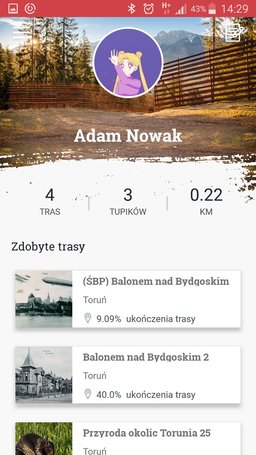 43% 14:29
Adam Nowak
4 3 0.22
TRAS TUPIKÓW KM
Zdobyte trasy
(ŚBP) Balonem nad Bydgoskim
Toruń
9.09% ukończenia trasy
Balonem nad Bydgoskim 2
Toruń
40.0% ukończenia trasy
Przyroda okolic Torunia 25
Toruń